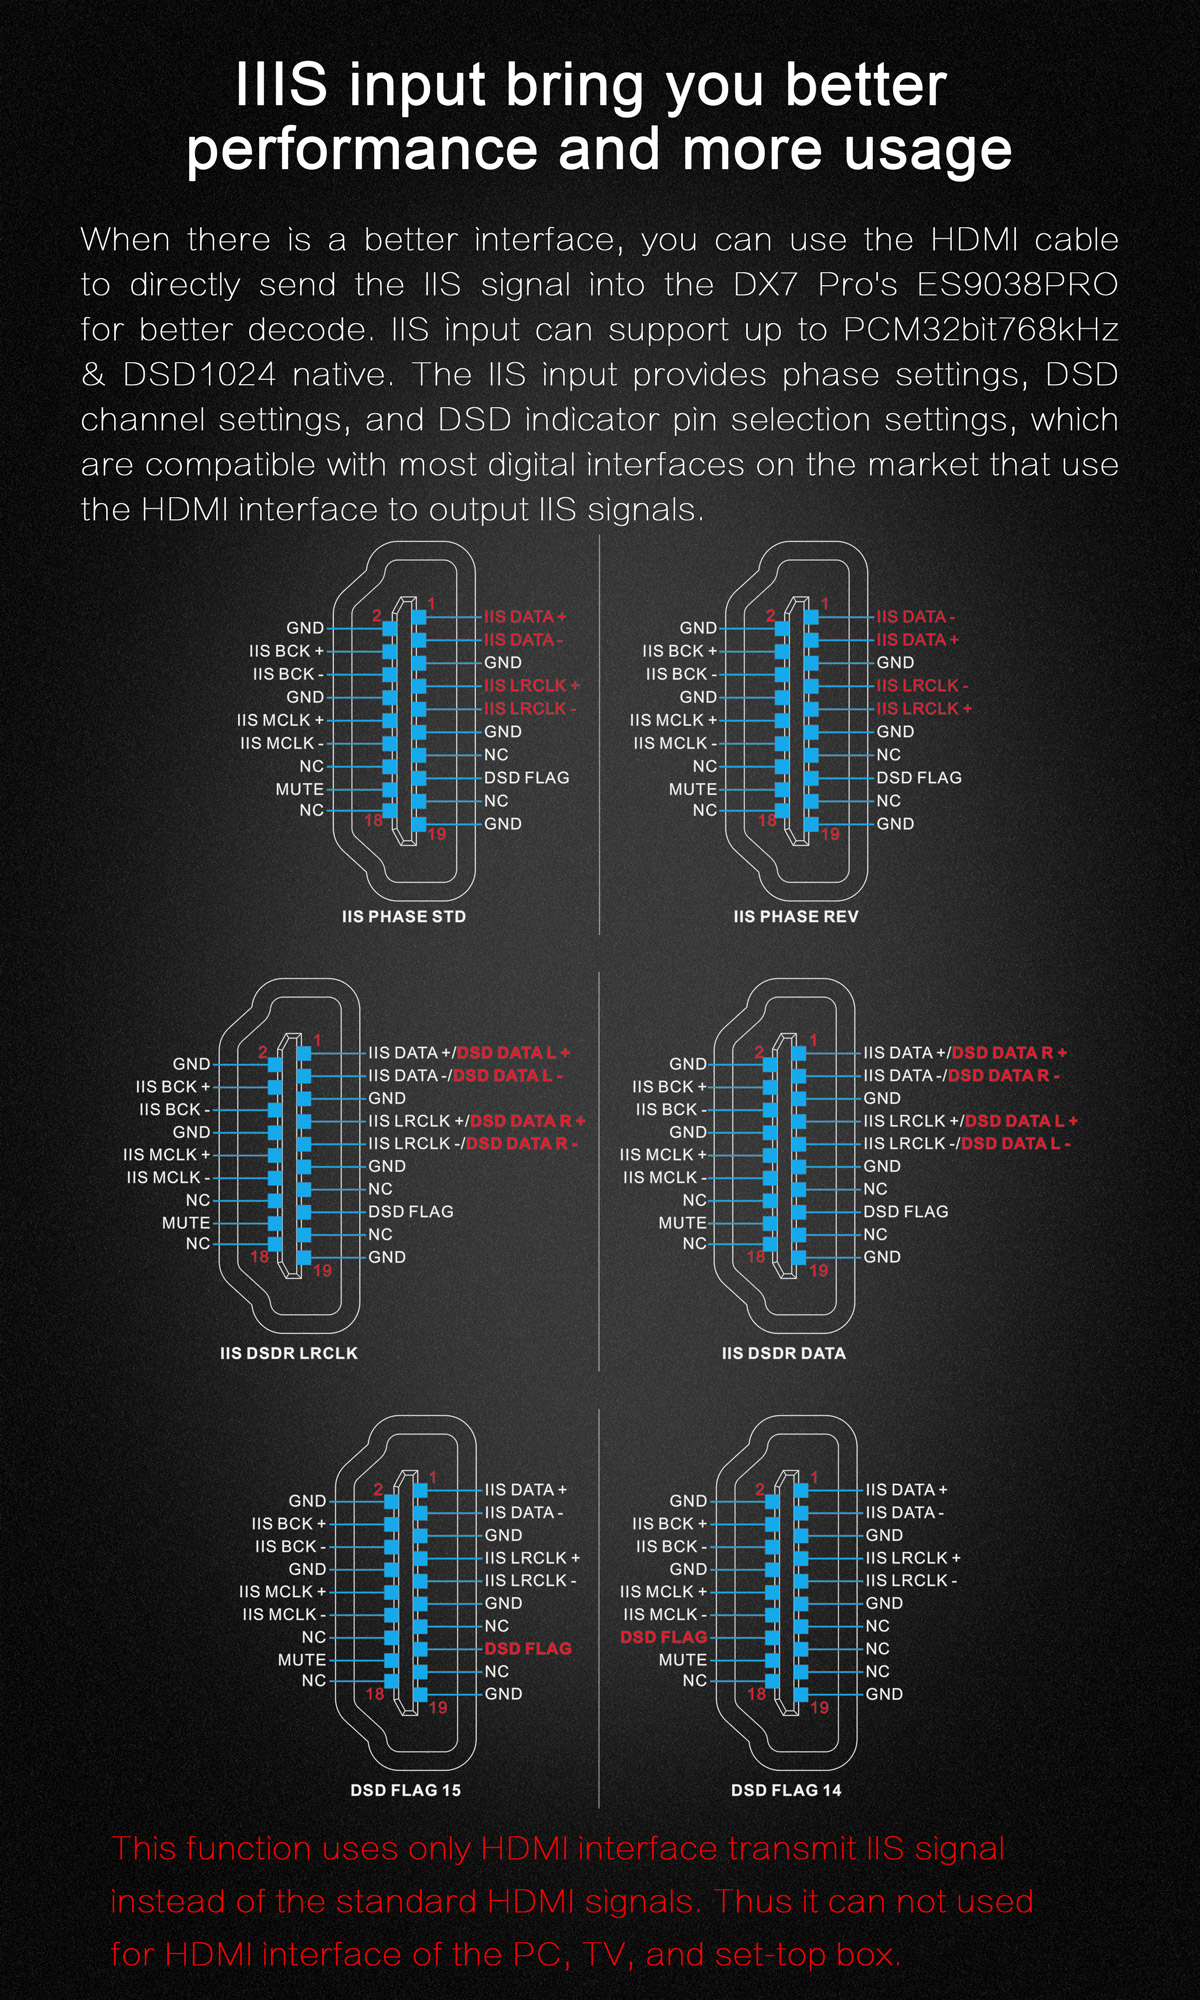 IIIS input bring you better
performance and more usage
When there is a better interface, you can use the HDMI cable
to directly send the IIS signal into the DX7 Pro's ES9038PRO
for better decode. IIS input can support up to PCM32bit768kHz
& DSD1024 native. The IIS input provides phase settings, DSD
channel settings, and DSD indicator pin selection settings, which
are compatible with most digital interfaces on the market that use
the HDMI interface to output IIS signals.
2
GND
IIS BCK +
IIS BCK -
GND
IIS MCLK +
IIS MCLK -
NC
MUTE
NC
18
1
IIS DATA +
IIS DATA -
GND
IIS LRCLK +
IIS LRCLK -
GND
NC
DSD FLAG
NC
GND
19
IIS PHASE STD
2
GND
IIS BCK +
IIS BCK -
GND
IIS MCLK +
IIS MCLK -
NC
MUTE
NC
18
1
IIS DATA -
IIS DATA +
GND
IIS LRCLK -
IIS LRCLK +
GND
NC
DSD FLAG
NC
GND
19
IIS PHASE REV
2
GND
IIS BCK +
IIS BCK -
GND
IIS MCLK +
IIS MCLK -
NC
MUTE
NC
18
1
IIS DATA +/DSD DATA L +
IIS DATA -/DSD DATA L -
GND
IIS LRCLK +/DSD DATA R +
IIS LRCLK -/DSD DATA R -
GND
NC
DSD FLAG
NC
GND
19
IIS DSDR LRCLK
2
GND
IIS BCK +
IIS BCK -
GND
IIS MCLK +
IIS MCLK -
NC
MUTE
NC
18
1
IIS DATA +/DSD DATA R +
IIS DATA -/DSD DATA R -
GND
IIS LRCLK +/DSD DATA L +
IIS LRCLK -/DSD DATA L -
GND
NC
DSD FLAG
NC
GND
19
IIS DSDR DATA
2
GND
IIS BCK +
IIS BCK -
GND
IIS MCLK +
IIS MCLK -
NC
MUTE
NC
18
1
IIS DATA +
IIS DATA -
GND
IIS LRCLK +
IIS LRCLK -
GND
NC
DSD FLAG
NC
GND
19
DSD FLAG 15
2
GND
IIS BCK +
IIS BCK -
GND
IIS MCLK +
IIS MCLK -
DSD FLAG
MUTE
NC
18
1
IIS DATA +
IIS DATA -
GND
IIS LRCLK +
IIS LRCLK -
GND
NC
NC
NC
GND
19
DSD FLAG 14
This function uses only HDMI interface transmit IIS signal
instead of the standard HDMI signals. Thus it can not used
for HDMI interface of the PC, TV, and set-top box.